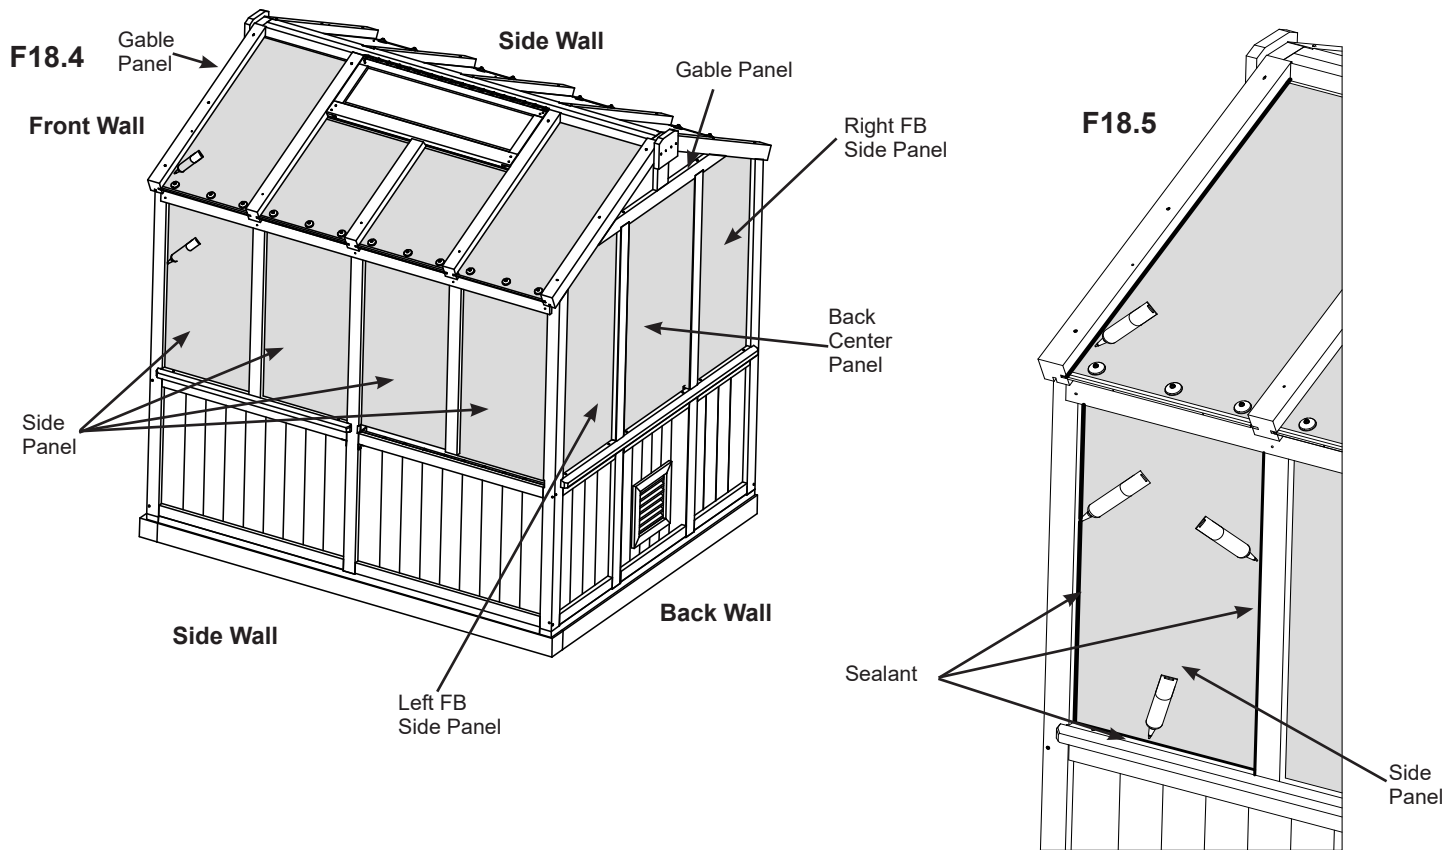 F18.4
Gable
Panel
Side Wall
Gable Panel
Front Wall
Right FB
Side Panel
Back
Center
Panel
Side
Panel
Back Wall
Side Wall
Left FB
Side Panel
F18.5
Sealant
Side
Panel